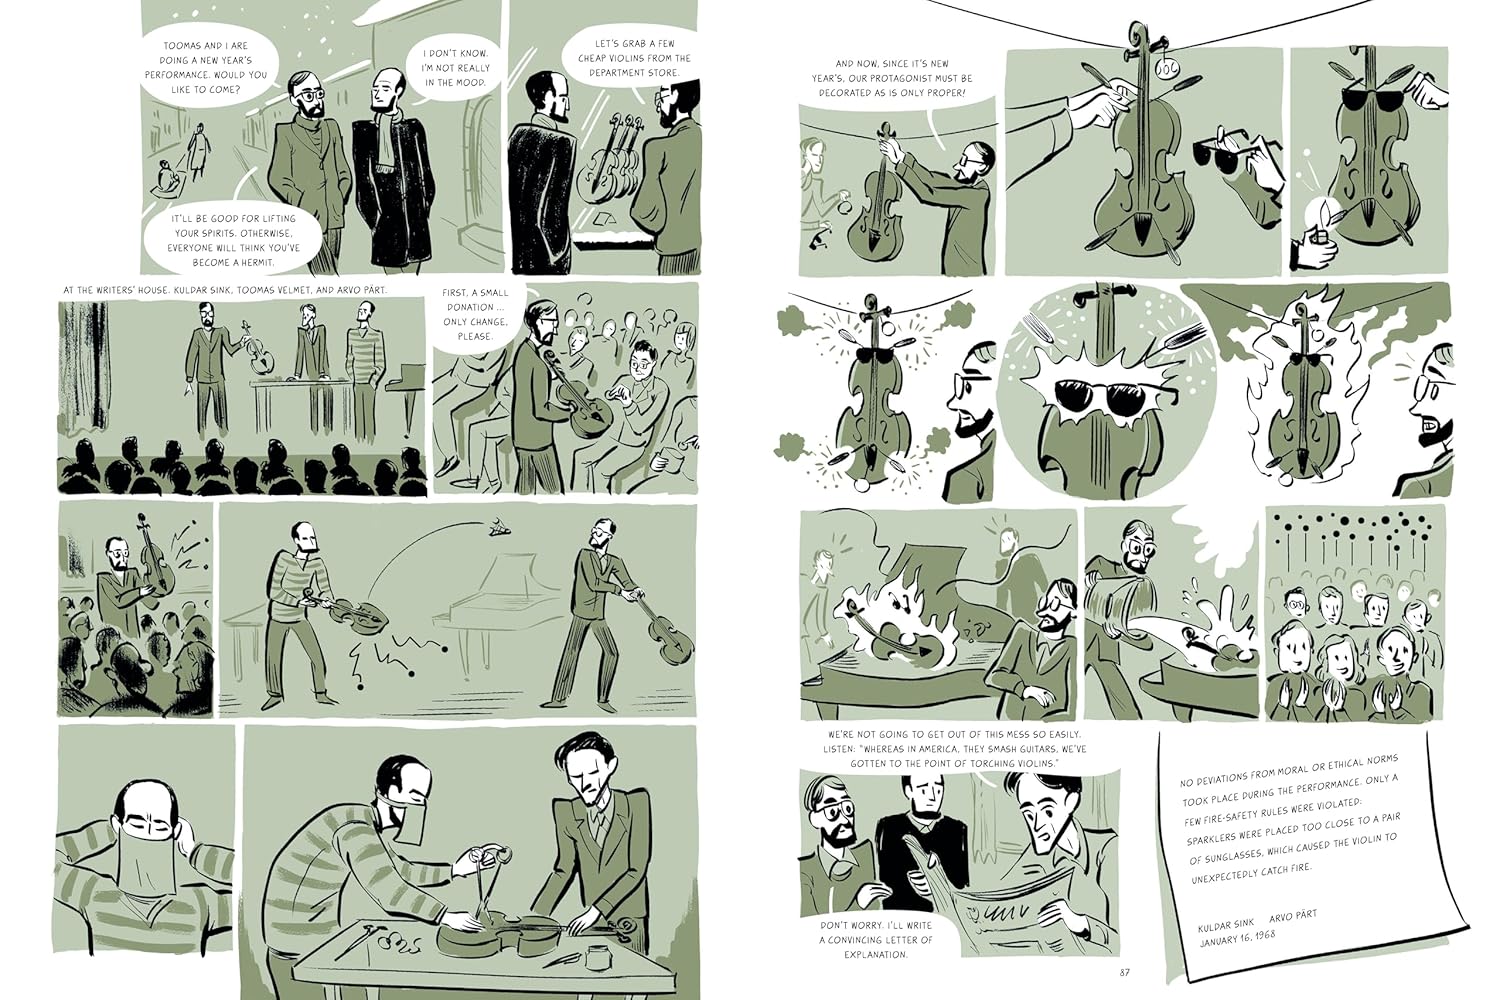 TOOMAS AND I ARE
DOING A NEW YEAR'S
PERFORMANCE. WOULD YOU
LIKE TO COME?
I DON'T KNOW.
I'M NOT REALLY
IN THE MOOD.
IT'LL BE GOOD FOR LIFTING
YOUR SPIRITS. OTHERWISE,
EVERYONE WILL THINK YOU'VE
BECOME A HERMIT.
LET'S GRAB A FEW
CHEAP VIOLINS FROM THE
DEPARTMENT STORE.
AT THE WRITERS' HOUSE. KULDAR SINK, TOOMAS VELMET, AND ARVO PÄRT.
FIRST, A SMALL
DONATION ...
ONLY CHANGE,
PLEASE.
AND NOW, SINCE IT'S NEW
YEAR'S, OUR PROTAGONIST MUST BE
DECORATED AS IS ONLY PROPER!
WE'RE NOT GOING TO GET OUT OF THIS MESS SO EASILY.
LISTEN: "WHEREAS IN AMERICA, THEY SMASH GUITARS, WE'VE
GOTTEN TO THE POINT OF TORCHING VIOLINS."
DON'T WORRY. I'LL WRITE
A CONVINCING LETTER OF
EXPLANATION.
NO DEVIATIONS FROM MORAL OR ETHICAL NORMS
TOOK PLACE DURING THE PERFORMANCE. ONLY A
FEW FIRE-SAFETY RULES WERE VIOLATED:
SPARKLERS WERE PLACED TOO CLOSE TO A PAIR
OF SUNGLASSES, WHICH CAUSED THE VIOLIN TO
UNEXPECTEDLY CATCH FIRE.
KULDAR SINK ARVO PÄRT
JANUARY 16, 1968
87